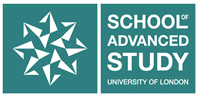 SCHOOL OF
ADVANCED
STUDY
UNIVERSITY OF LONDON